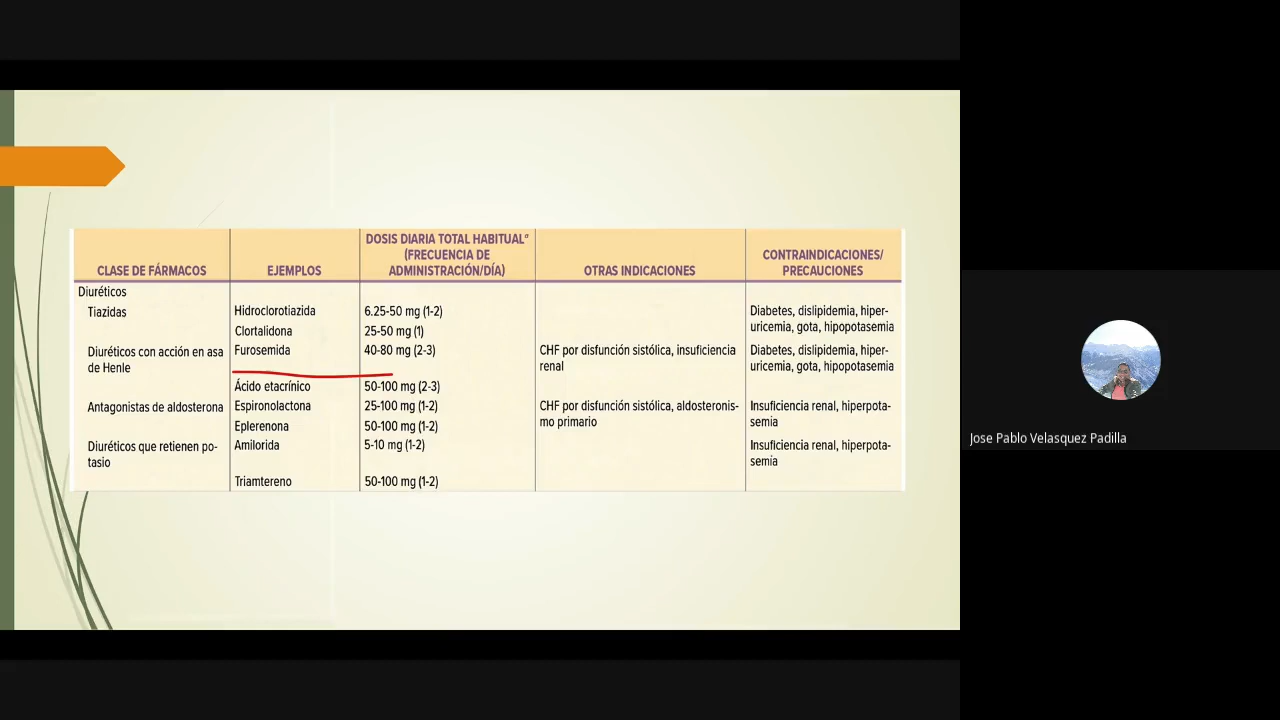 CLASE DE FÁRMACOS
EJEMPLOS
DOSIS DIARIA TOTAL HABITUALᵃ
(FRECUENCIA DE
ADMINISTRACIÓN/DÍA)
OTRAS INDICACIONES
CONTRAINDICACIONES/
PRECAUCIONES
Diuréticos
Tiazidas
Hidroclorotiazida
6.25-50 mg (1-2)
Diabetes, dislipidemia, hiper-
uricemia, gota, hipopotasemia
Clortalidona
25-50 mg (1)
Diuréticos con acción en asa
de Henle
Furosemida
40-80 mg (2-3)
CHF por disfunción sistólica, insuficiencia
renal
Diabetes, dislipidemia, hiper-
uricemia, gota, hipopotasemia
Ácido etacrínico
50-100 mg (2-3)
Antagonistas de aldosterona
Espironolactona
25-100 mg (1-2)
CHF por disfunción sistólica, aldosteronis-
mo primario
Insuficiencia renal, hiperpota-
semia
Eplerenona
50-100 mg (1-2)
Diuréticos que retienen po-
tasio
Amilorida
5-10 mg (1-2)
Insuficiencia renal, hiperpota-
semia
Triamtereno
50-100 mg (1-2)
Jose Pablo Velasquez Padilla